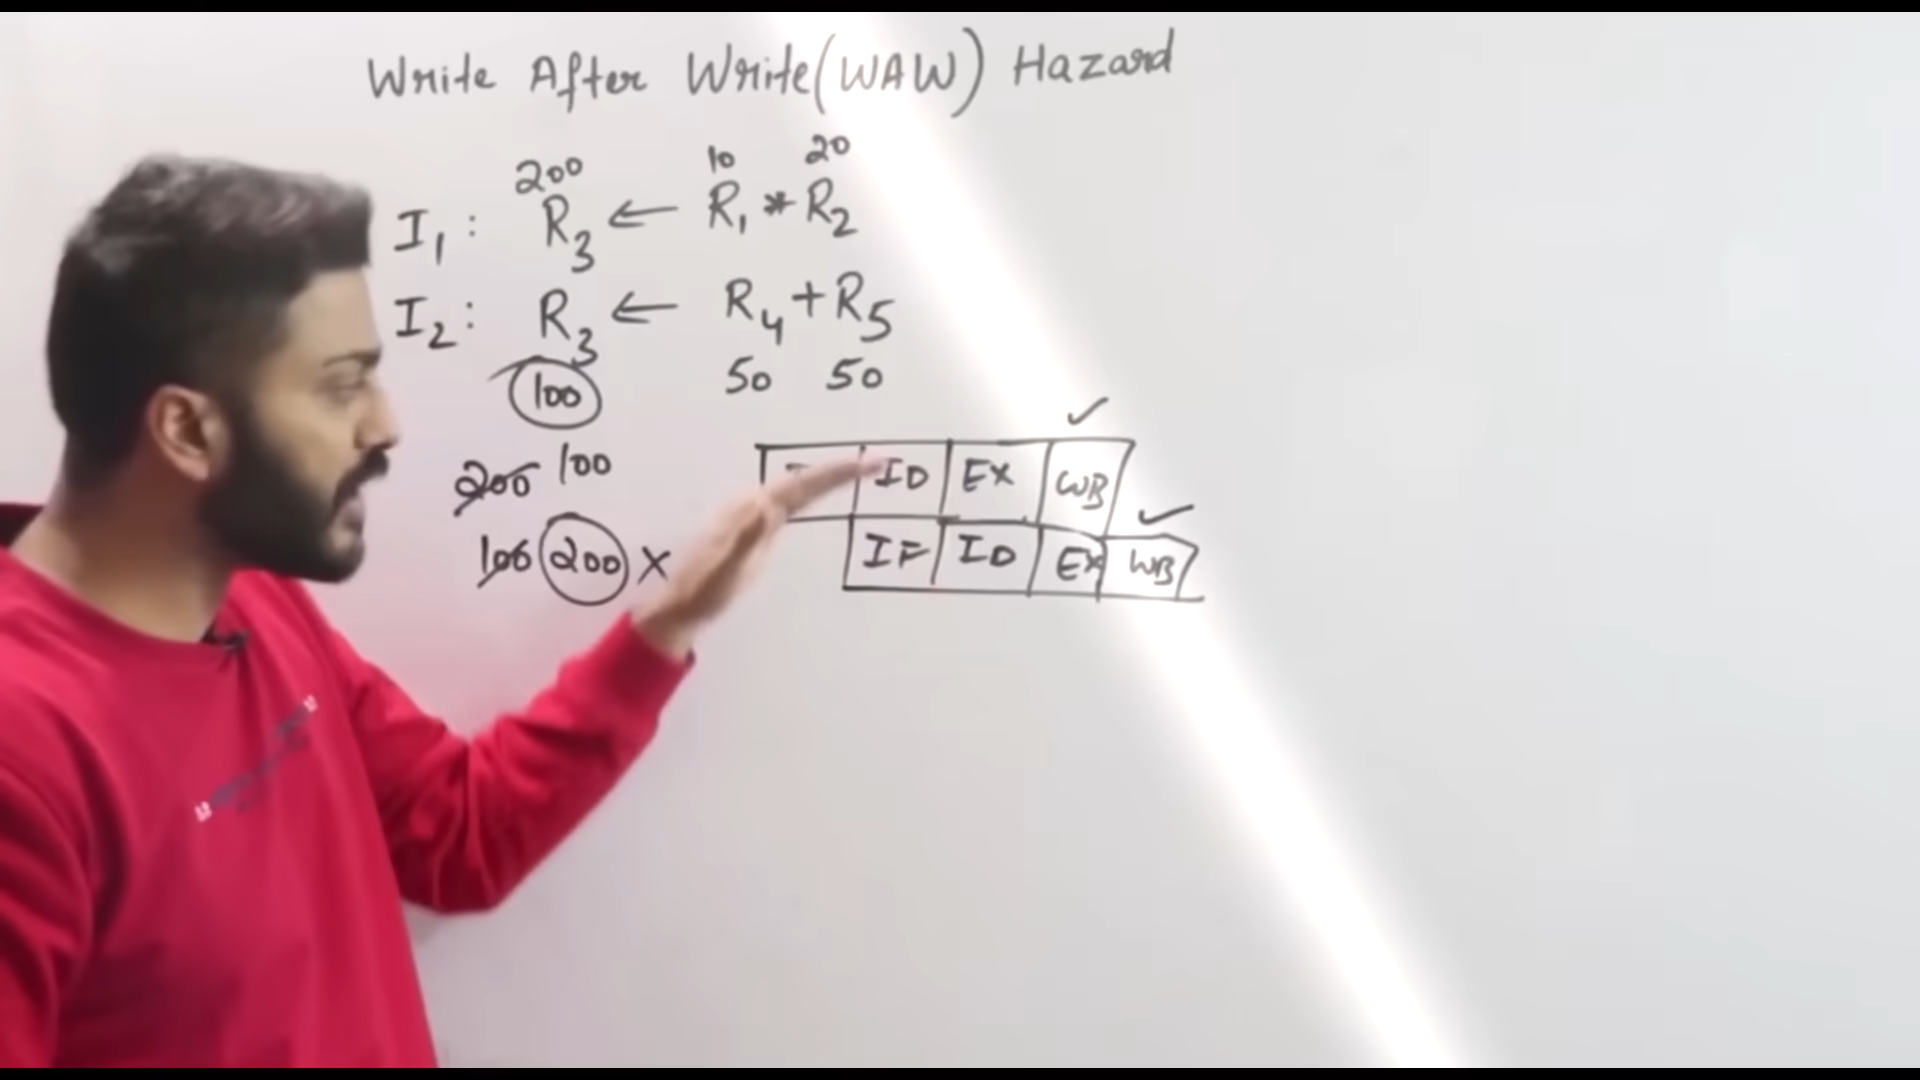 Write After Write (WAW) Hazard
200 10 20
I1 : R3 ← R1 * R2
I2 : R3 ← R4 + R5
100 50 50
✓
200 100
ID EX WB
✓
100 200 X
IF ID EX WB